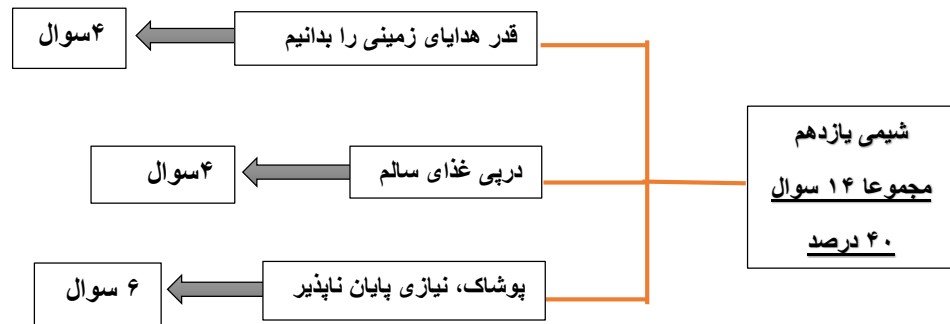 شیمی یازدهم
مجموعا ۱۴ سوال
۴۰ درصد
قدر هدایای زمینی را بدانیم
۴سوال
درپی غذای سالم
۴سوال
پوشاک، نیازی پایان ناپذیر
۶ سوال